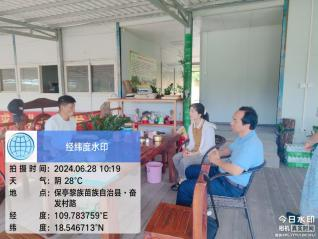 经纬度水印
拍 摄 时 间：2024.06.28 10:19
天 气：阴 28℃
地 点：保亭黎族苗族自治县·奋
发村路
经 度：109.783759°E
纬 度：18.546713°N
今日水印
相机